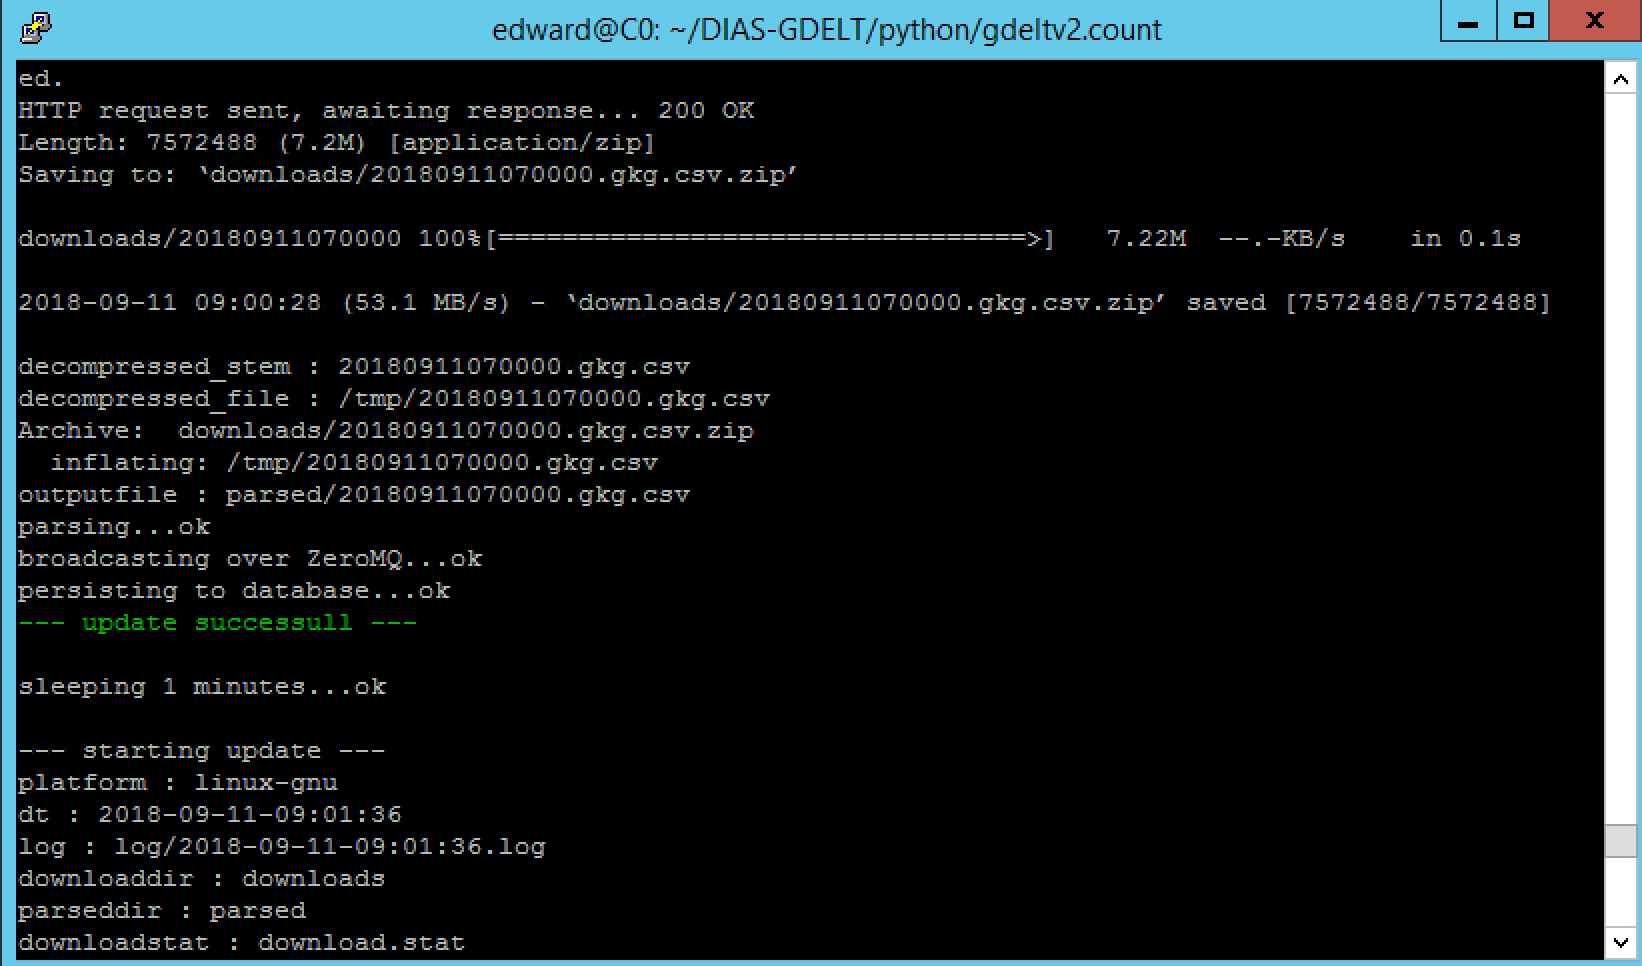 edward@C0: ~/DIAS-GDELT/python/gdeltv2.count
ed.
HTTP request sent, awaiting response... 200 OK
Length: 7572488 (7.2M) [application/zip]
Saving to: ‘downloads/20180911070000.gkg.csv.zip’
downloads/20180911070000 100%[=================================>]   7.22M  --.-KB/s    in 0.1s
2018-09-11 09:00:28 (53.1 MB/s) - ‘downloads/20180911070000.gkg.csv.zip’ saved [7572488/7572488]
decompressed_stem : 20180911070000.gkg.csv
decompressed_file : /tmp/20180911070000.gkg.csv
Archive:  downloads/20180911070000.gkg.csv.zip
  inflating: /tmp/20180911070000.gkg.csv
outputfile : parsed/20180911070000.gkg.csv
parsing...ok
broadcasting over ZeroMQ...ok
persisting to database...ok
--- update successull ---
sleeping 1 minutes...ok
--- starting update ---
platform : linux-gnu
dt : 2018-09-11-09:01:36
log : log/2018-09-11-09:01:36.log
downloaddir : downloads
parseddir : parsed
downloadstat : download.stat